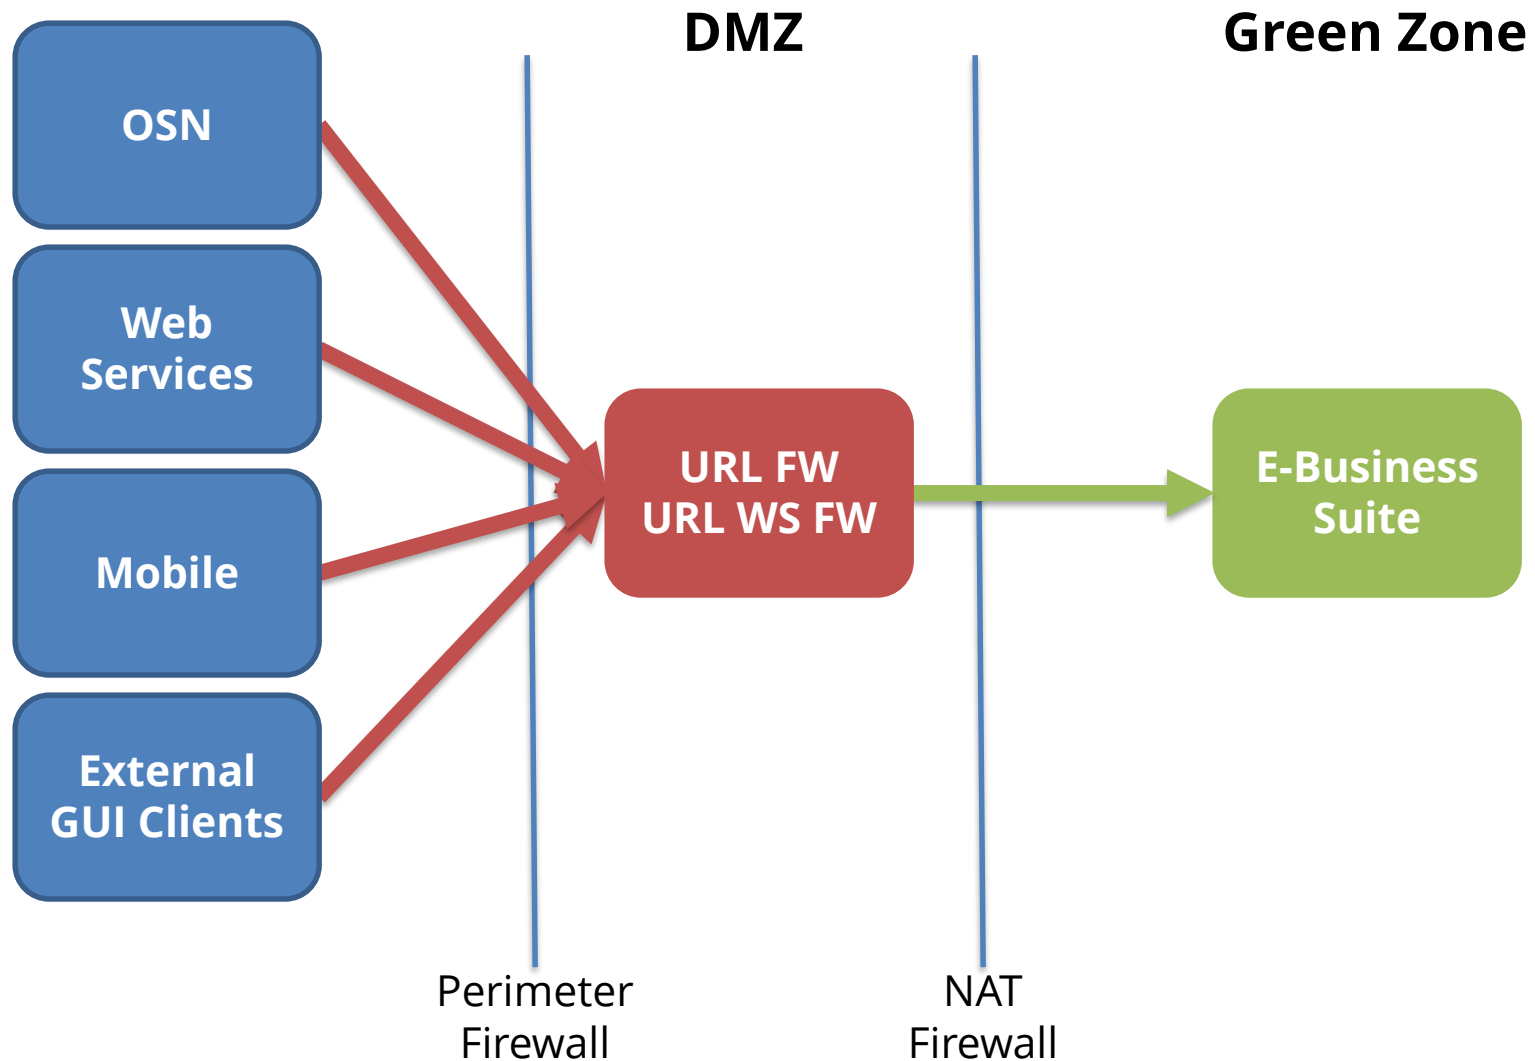 DMZ
Green Zone
OSN
Web
Services
Mobile
External
GUI Clients
URL FW
URL WS FW
E-Business
Suite
Perimeter
Firewall
NAT
Firewall